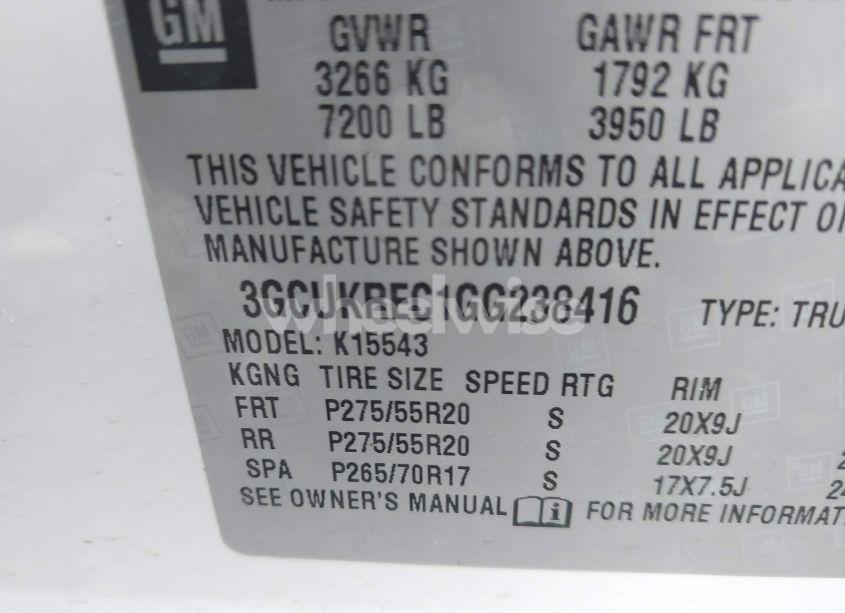 GM
GVWR GAWR FRT
3266 KG 1792 KG
7200 LB 3950 LB
THIS VEHICLE CONFORMS TO ALL APPLICA
VEHICLE SAFETY STANDARDS IN EFFECT O
MANUFACTURE SHOWN ABOVE.
3GCUKREC1GG238416 TYPE: TRU
wheelwise
MODEL: K15543
KGNG TIRE SIZE SPEED RTG RIM
FRT P275/55R20 S 20X9J
RR P275/55R20 S 20X9J
SPA P265/70R17 S 17X7.5J
SEE OWNER'S MANUAL FOR MORE INFORMAT